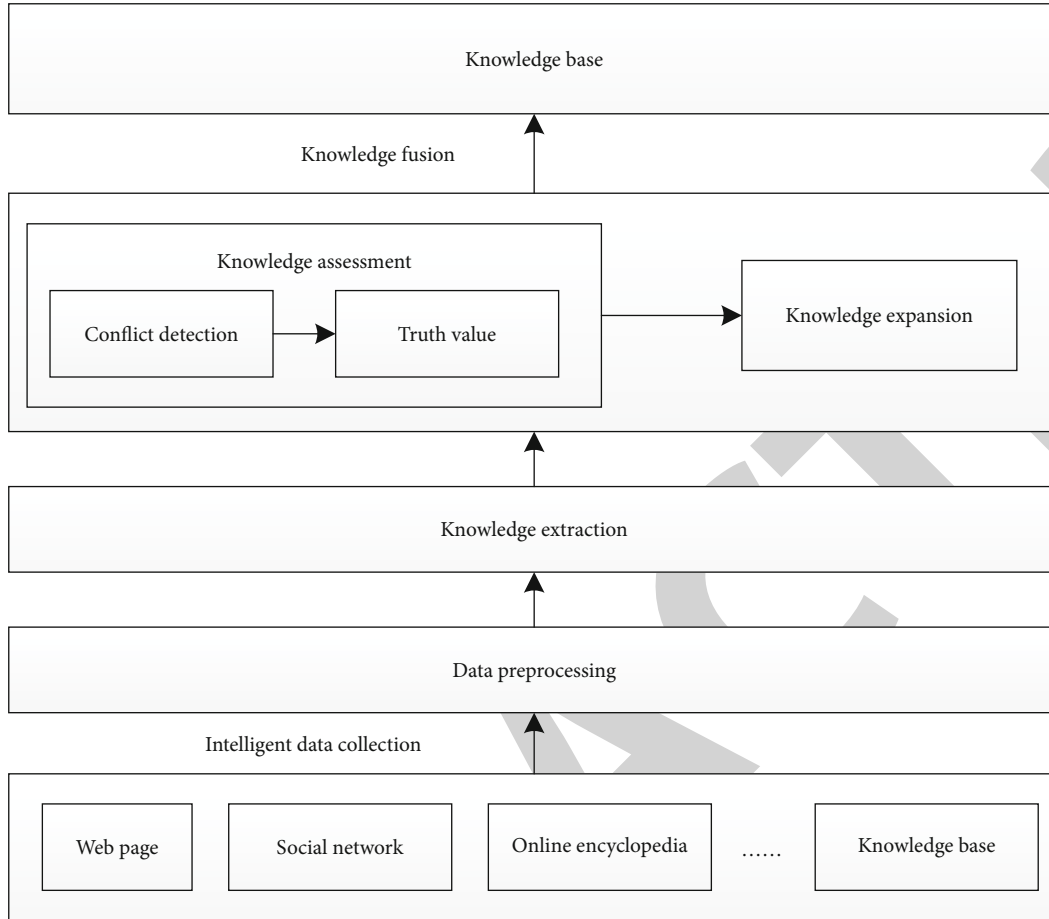 Knowledge base
Knowledge fusion
Knowledge assessment
Conflict detection
Truth value
Knowledge expansion
Knowledge extraction
Data preprocessing
Intelligent data collection
Web page
Social network
Online encyclopedia
......
Knowledge base